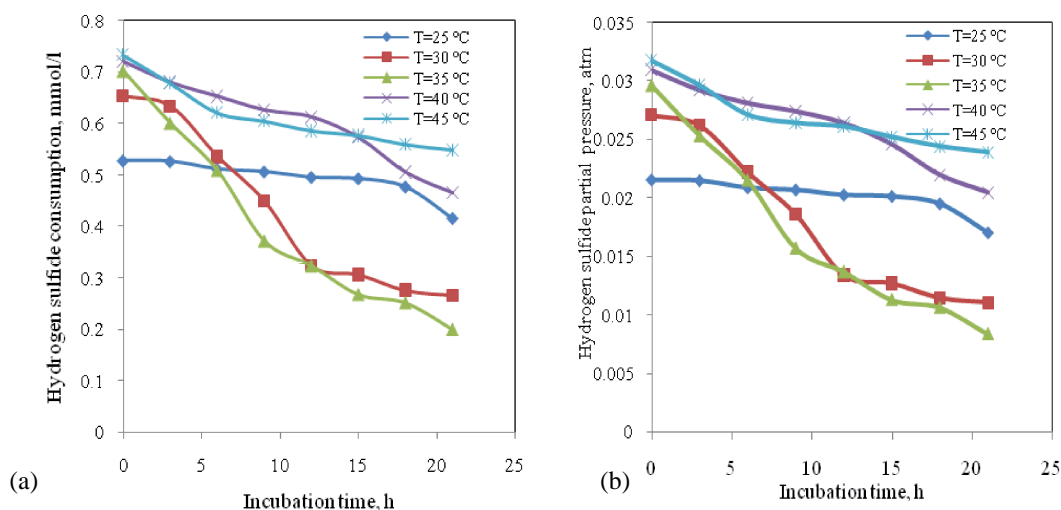 Hydrogen sulfide consumption, mmol/l
0.8
0.7
0.6
0.5
0.4
0.3
0.2
0.1
0
T=25 ºC
T=30 ºC
T=35 ºC
T=40 ºC
T=45 ºC
0 5 10 15 20 25
Incubation time, h
(a)
Hydrogen sulfide partial pressure, atm
0.035
0.03
0.025
0.02
0.015
0.01
0.005
0
T=25 ºC
T=30 ºC
T=35 ºC
T=40 ºC
T=45 ºC
0 5 10 15 20 25
Incubation time, h
(b)